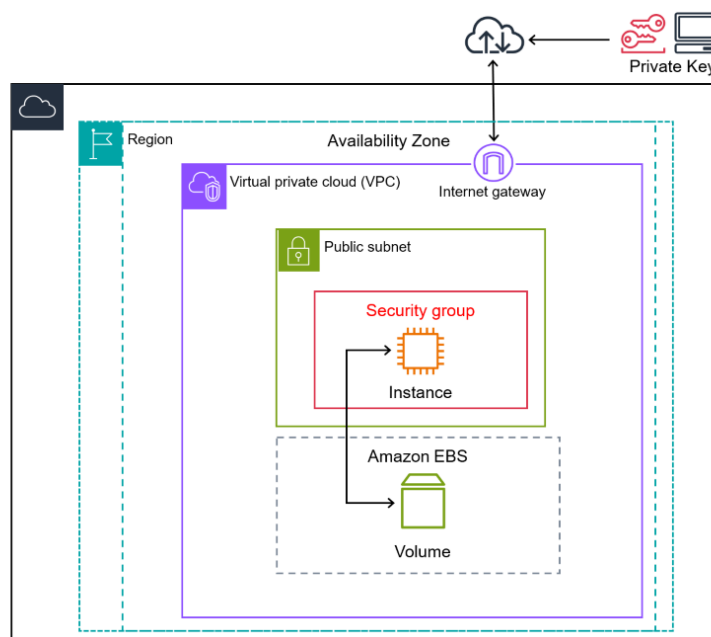 Private Key
Region
Availability Zone
Virtual private cloud (VPC)
Internet gateway
Public subnet
Security group
Instance
Amazon EBS
Volume